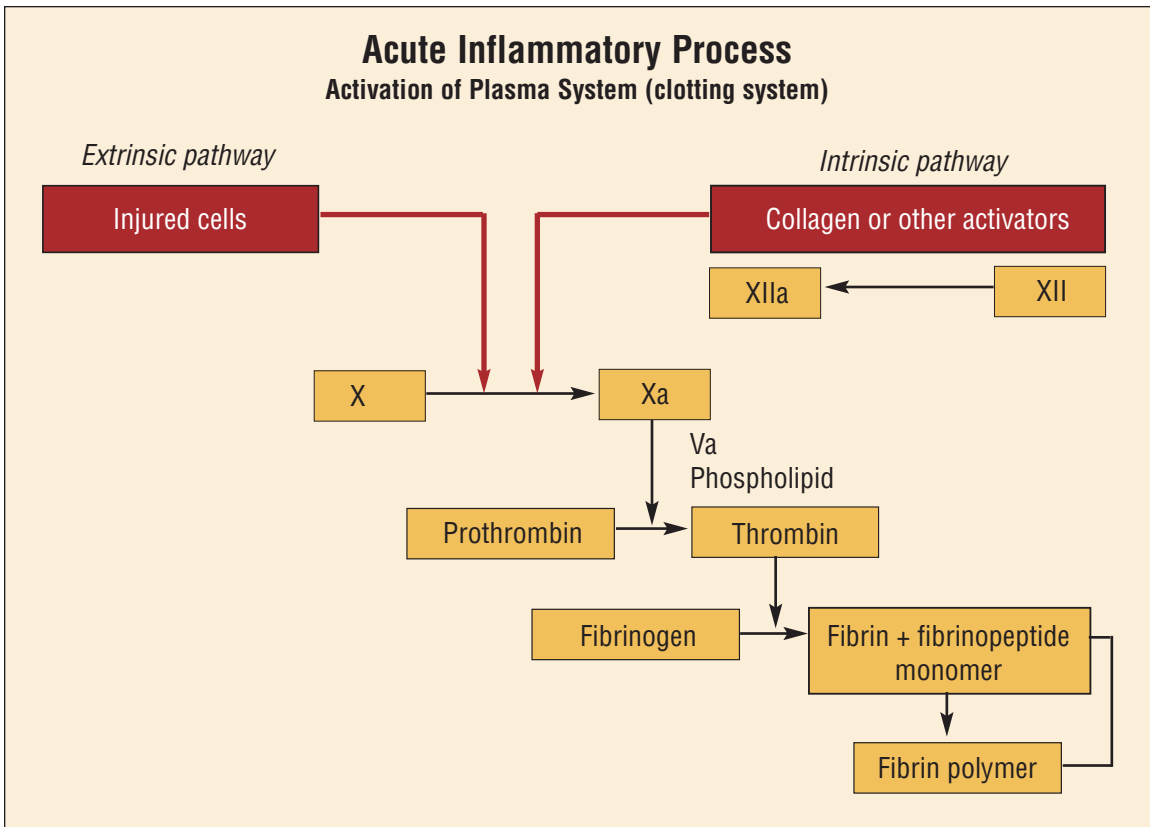 Acute Inflammatory Process
Activation of Plasma System (clotting system)
Extrinsic pathway
Intrinsic pathway
Injured cells
Collagen or other activators
XIIa
XII
X
Xa
Va
Phospholipid
Prothrombin
Thrombin
Fibrinogen
Fibrin + fibrinopeptide
monomer
Fibrin polymer